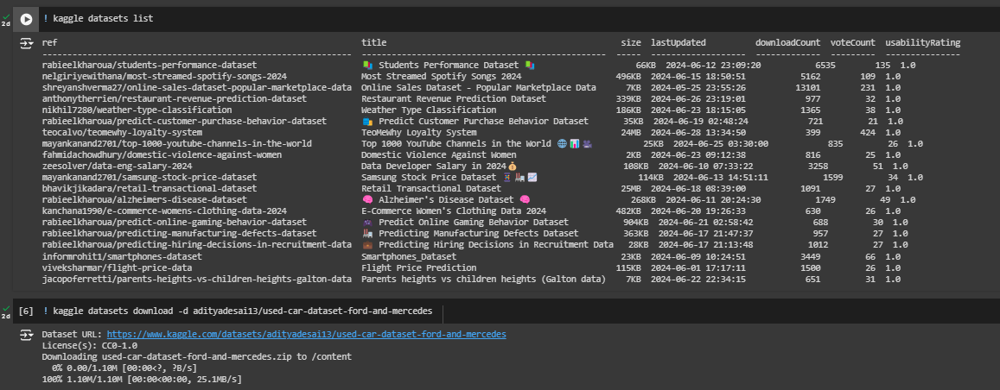 2d ! kaggle datasets list
ref title size lastUpdated downloadCount voteCount usabilityRating
-------------------------------------------------------- ----------------------------------------------- ----- ------------------- ------------- --------- ---------------
rabieelkharoua/students-performance-dataset 📚 Students Performance Dataset 📚 66KB 2024-06-12 23:09:20 6535 135 1.0
nelgiriyewithana/most-streamed-spotify-songs-2024 Most Streamed Spotify Songs 2024 496KB 2024-06-15 18:50:51 5162 109 1.0
shreyanshverma27/online-sales-dataset-popular-marketplace-data Online Sales Dataset - Popular Marketplace Data 7KB 2024-05-25 23:55:26 13101 231 1.0
anthonytherrien/restaurant-revenue-prediction-dataset Restaurant Revenue Prediction Dataset 339KB 2024-06-26 23:19:01 977 32 1.0
nikhil7280/weather-type-classification Weather Type Classification 186KB 2024-06-23 18:15:05 1365 38 1.0
rabieelkharoua/predict-customer-purchase-behavior-dataset 🛍️ Predict Customer Purchase Behavior Dataset 35KB 2024-06-19 02:48:24 721 21 1.0
teocalvo/teomewhy-loyalty-system TeoMeWhy Loyalty System 24MB 2024-06-28 13:34:50 399 424 1.0
mayankanand2701/top-1000-youtube-channels-in-the-world Top 1000 YouTube Channels in the World 🌐📊🎥 25KB 2024-06-25 03:30:00 835 26 1.0
fahmidachowdhury/domestic-violence-against-women Domestic Violence Against Women 2KB 2024-06-23 09:12:38 816 25 1.0
zeesolver/data-eng-salary-2024 Data Developer Salary in 2024💰 108KB 2024-06-10 07:33:22 3258 51 1.0
mayankanand2701/samsung-stock-price-dataset Samsung Stock Price Dataset 📱🏭📈 114KB 2024-06-13 14:51:11 1599 34 1.0
bhavikjikadara/retail-transactional-dataset Retail Transactional Dataset 25MB 2024-06-18 08:39:00 1091 27 1.0
rabieelkharoua/alzheimers-disease-dataset 🧠 Alzheimer's Disease Dataset 🧠 268KB 2024-06-11 20:24:30 1749 49 1.0
kanchana1990/e-commerce-womens-clothing-data-2024 E-Commerce Women's Clothing Data 2024 482KB 2024-06-20 19:26:33 630 26 1.0
rabieelkharoua/predict-online-gaming-behavior-dataset 👾 Predict Online Gaming Behavior Dataset 904KB 2024-06-21 02:58:42 688 30 1.0
rabieelkharoua/predicting-manufacturing-defects-dataset 🏭 Predicting Manufacturing Defects Dataset 363KB 2024-06-17 21:47:37 957 27 1.0
rabieelkharoua/predicting-hiring-decisions-in-recruitment-data 💼 Predicting Hiring Decisions in Recruitment Data 28KB 2024-06-17 21:13:48 1012 27 1.0
informrohit1/smartphones-dataset Smartphones_Dataset 23KB 2024-06-09 10:24:51 3449 66 1.0
viveksharmar/flight-price-data Flight Price Prediction 115KB 2024-06-01 17:17:11 1500 26 1.0
jacopoferretti/parents-heights-vs-children-heights-galton-data Parents heights vs children heights (Galton data) 7KB 2024-06-22 22:34:15 651 31 1.0
2d [6] ! kaggle datasets download -d adityadesai13/used-car-dataset-ford-and-mercedes
Dataset URL: https://www.kaggle.com/datasets/adityadesai13/used-car-dataset-ford-and-mercedes
License(s): CC0-1.0
Downloading used-car-dataset-ford-and-mercedes.zip to /content
0% 0.00/1.10M [00:00<?, ?B/s]
100% 1.10M/1.10M [00:00<00:00, 25.1MB/s]